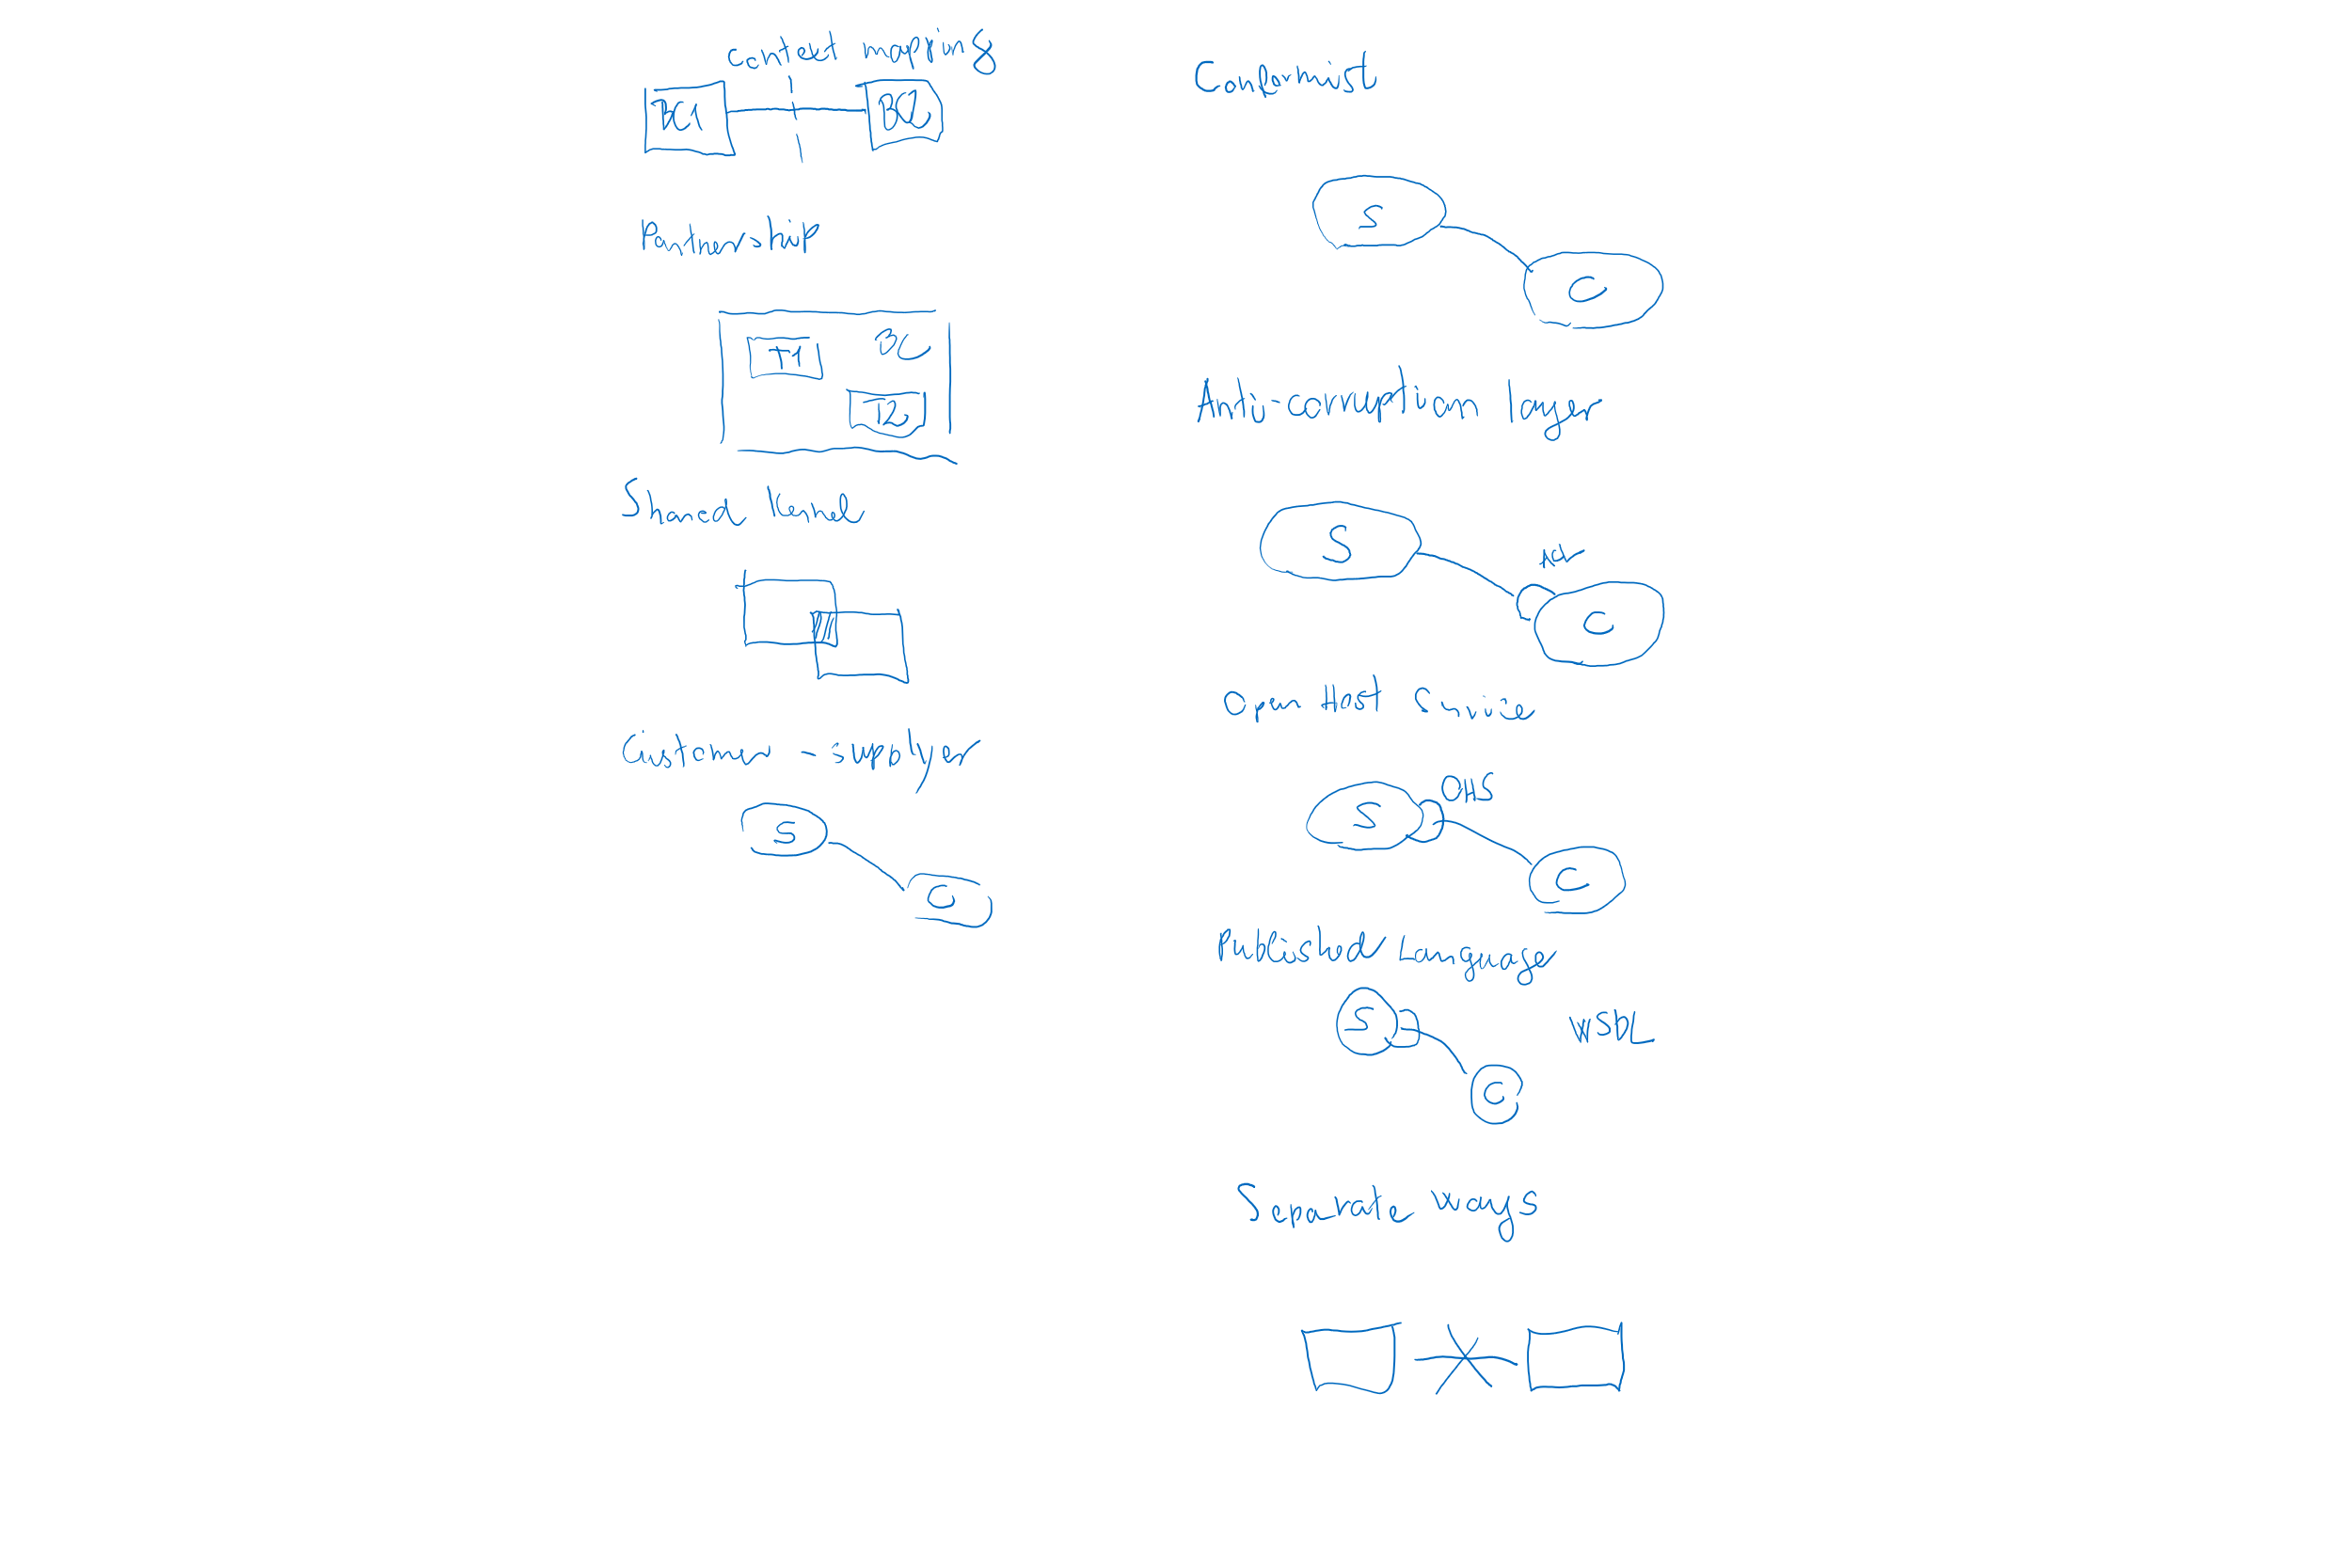 context mapping
BC1
BC2
Partnership
T1
BC
T2
Shared kernel
Customer - supplyer
S
C
Conformist
S
C
Anti-corruption layer
S
ACL
C
Open Host Service
OHS
S
C
Published Language
S
WSDL
C
Separate ways